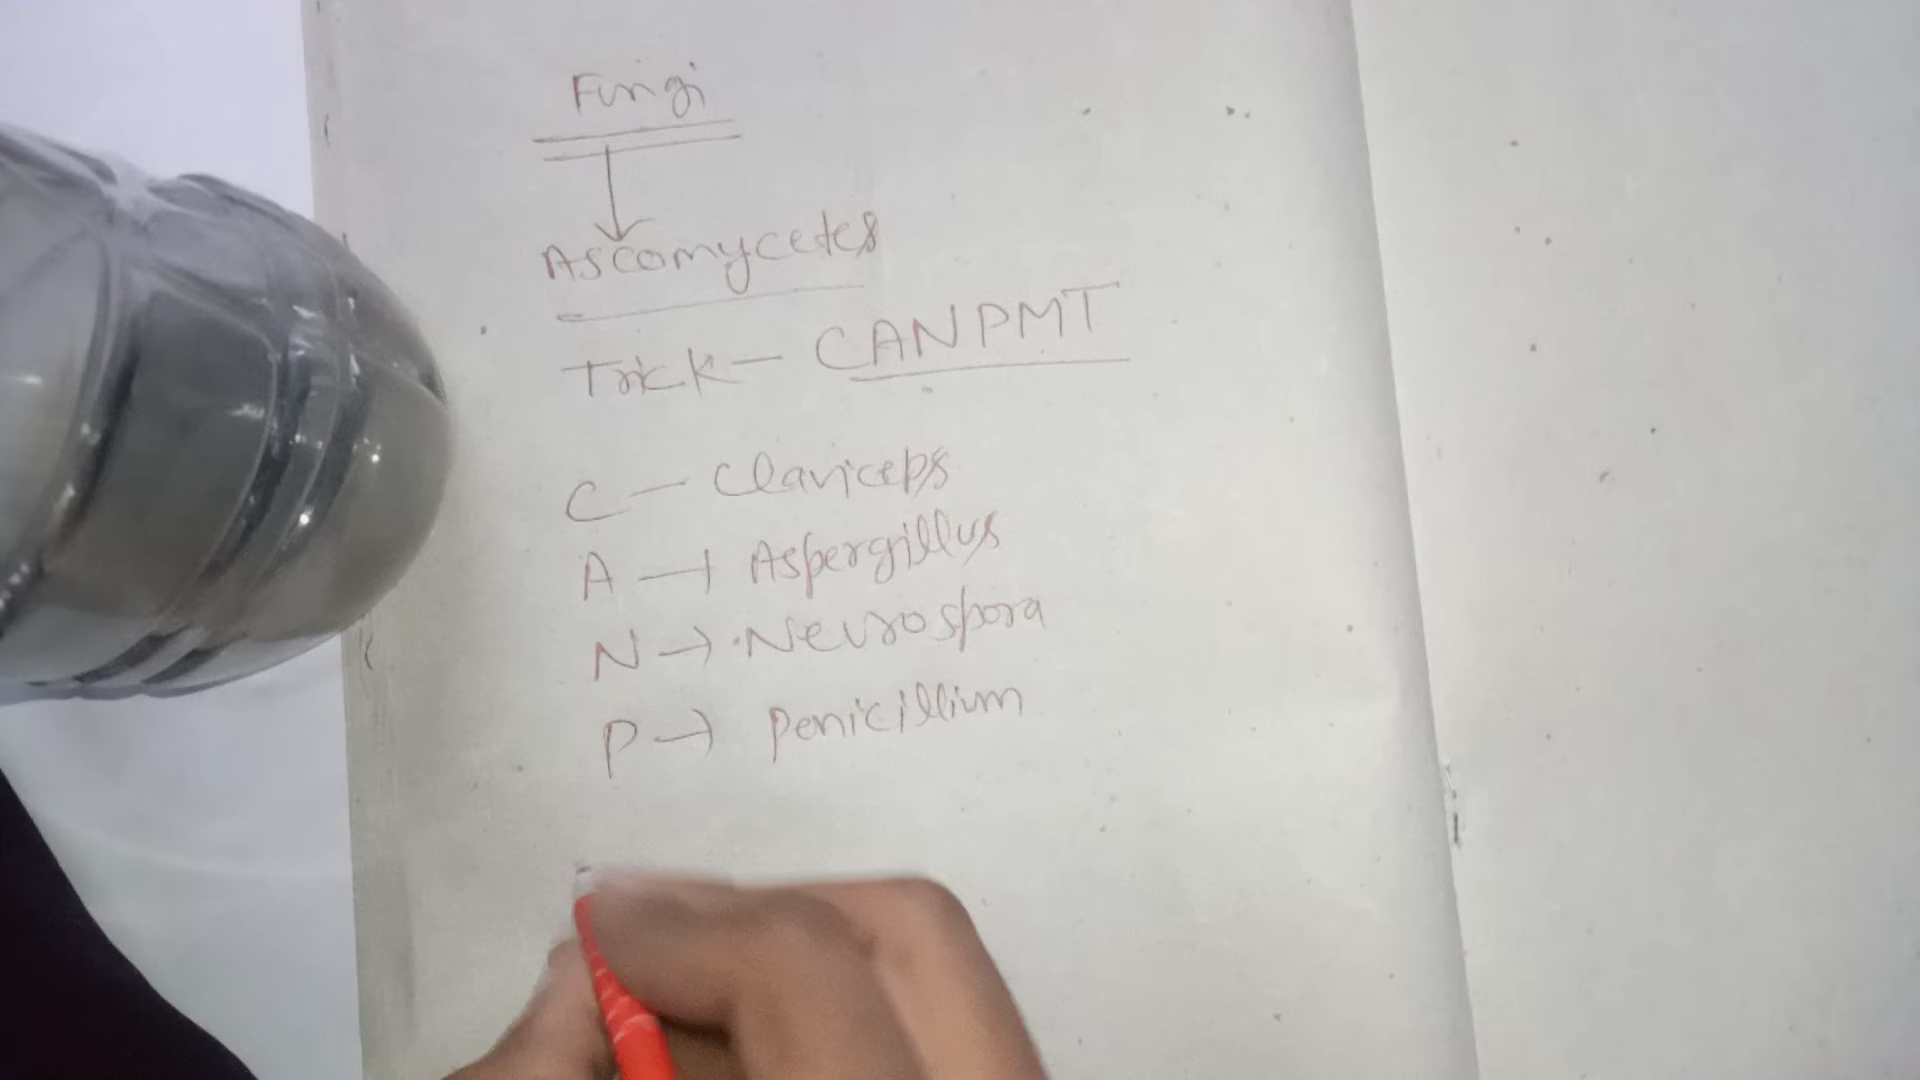 Fungi
Ascomycetes
Trick - CANPMT
C - Claviceps
A → Aspergillus
N → Neurospora
P → Penicillium